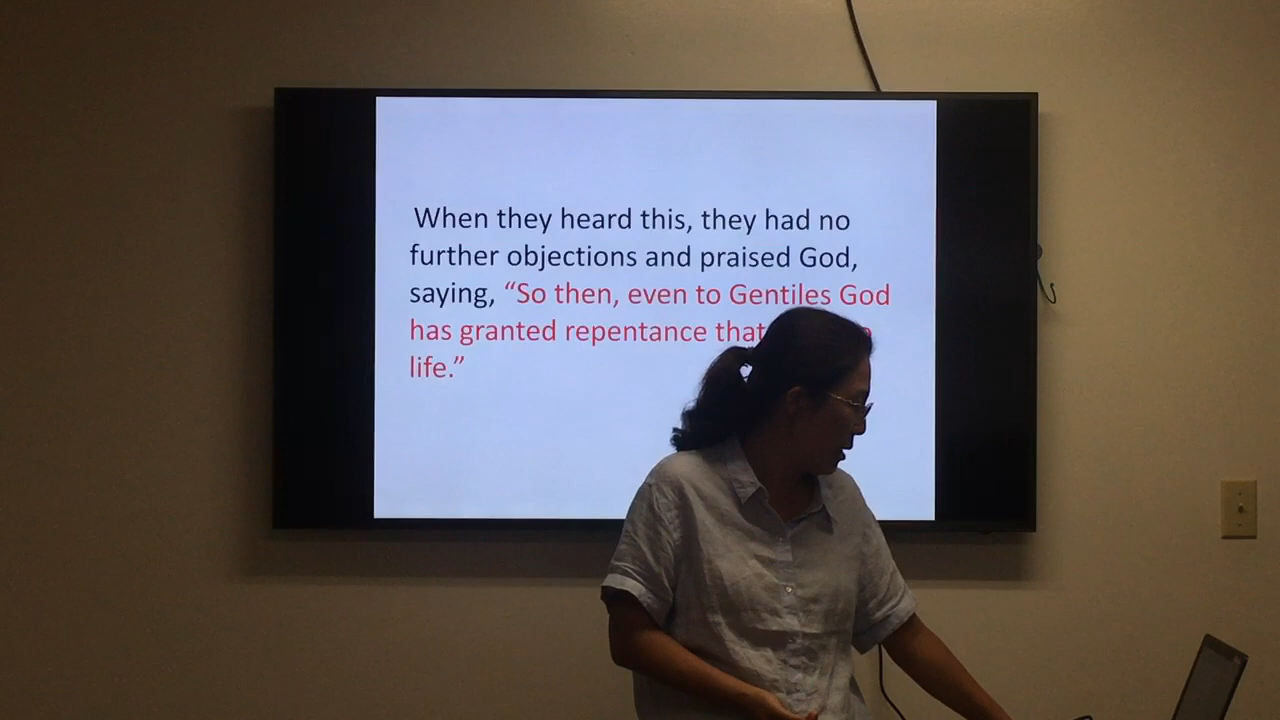 When they heard this, they had no
further objections and praised God,
saying, “So then, even to Gentiles God
has granted repentance that
life.”